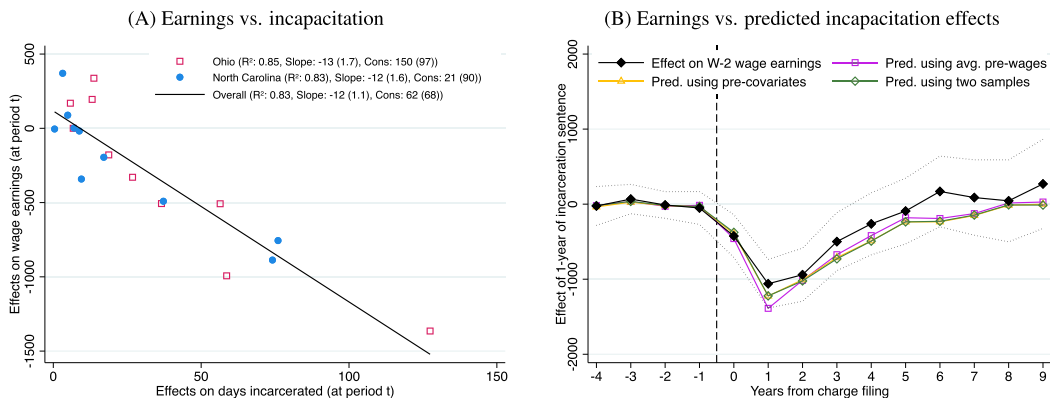 (A) Earnings vs. incapacitation
Effects on wage earnings (at period t)
500
0
-500
-1000
-1500
Ohio (R²: 0.85, Slope: -13 (1.7), Cons: 150 (97))
North Carolina (R²: 0.83), Slope: -12 (1.6), Cons: 21 (90))
Overall (R²: 0.83, Slope: -12 (1.1), Cons: 62 (68))
0 50 100 150
Effects on days incarcerated (at period t)
(B) Earnings vs. predicted incapacitation effects
Effect of 1-year of incarceration sentence
2000
1000
0
-1000
-2000
Effect on W-2 wage earnings
Pred. using avg. pre-wages
Pred. using pre-covariates
Pred. using two samples
-4 -3 -2 -1 0 1 2 3 4 5 6 7 8 9
Years from charge filing